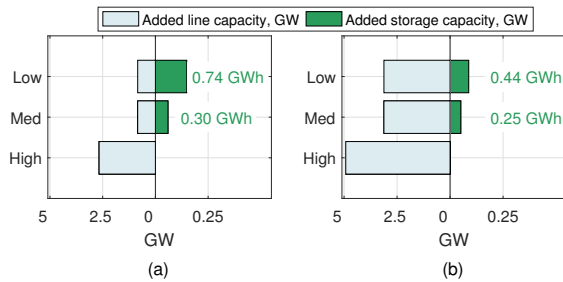 Added line capacity, GW Added storage capacity, GW
Low 0.74 GWh
Med 0.30 GWh
High
5 2.5 0 0.25
GW
(a)
Low 0.44 GWh
Med 0.25 GWh
High
5 2.5 0 0.25
GW
(b)